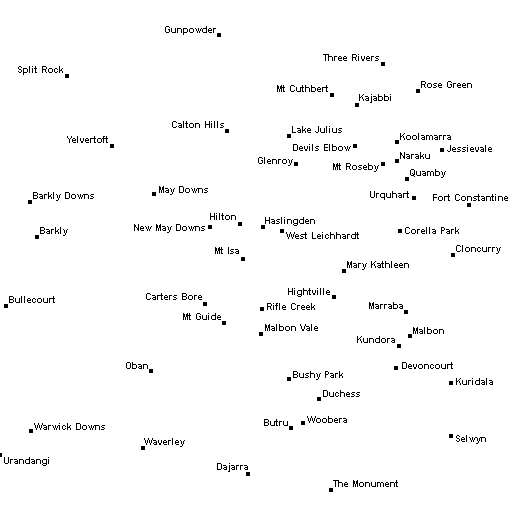 Gunpowder
Three Rivers
Split Rock
Mt Cuthbert
Rose Green
Kajabbi
Calton Hills
Lake Julius
Yelvertoft
Koolamarra
Devils Elbow
Jessievale
Glenroy
Naraku
Mt Roseby
Quamby
Barkly Downs
May Downs
Urquhart
Fort Constantine
Hilton
Haslingden
New May Downs
Barkly
West Leichhardt
Corella Park
Mt Isa
Cloncurry
Mary Kathleen
Hightville
Bullecourt
Carters Bore
Rifle Creek
Marraba
Mt Guide
Malbon Vale
Malbon
Kundora
Oban
Devoncourt
Bushy Park
Kuridala
Duchess
Warwick Downs
Butru
Woobera
Waverley
Selwyn
Urandangi
Dajarra
The Monument